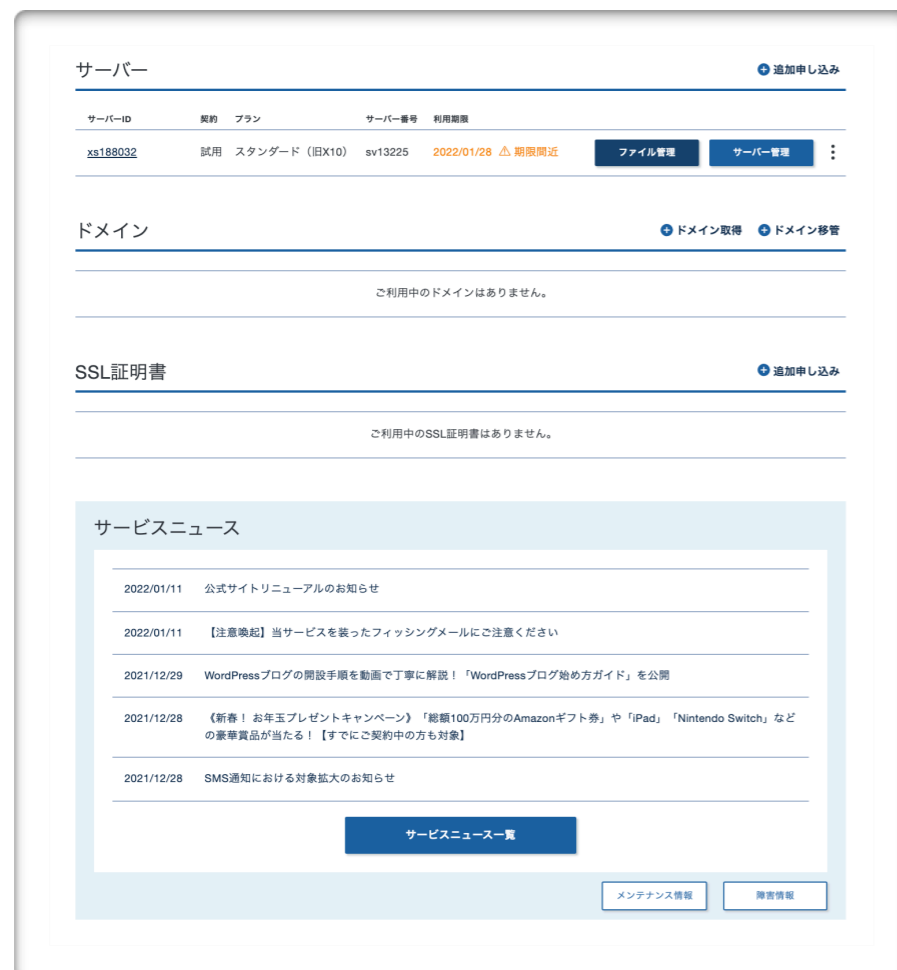 サーバー
追加申し込み
サーバーID 契約 プラン サーバー番号 利用期限
xs188032 試用 スタンダード（旧X10） sv13225 2022/01/28 期限間近 ファイル管理 サーバー管理
ドメイン
ドメイン取得 ドメイン移管
ご利用中のドメインはありません。
SSL証明書
追加申し込み
ご利用中のSSL証明書はありません。
サービスニュース
2022/01/11 公式サイトリニューアルのお知らせ
2022/01/11 【注意喚起】当サービスを装ったフィッシングメールにご注意ください
2021/12/29 WordPressブログの開設手順を動画で丁寧に解説！「WordPressブログ始め方ガイド」を公開
2021/12/28 《新春！ お年玉プレゼントキャンペーン》「総額100万円分のAmazonギフト券」や「iPad」「Nintendo Switch」など
の豪華賞品が当たる！【すでにご契約中の方も対象】
2021/12/28 SMS通知における対象拡大のお知らせ
サービスニュース一覧
メンテナンス情報 障害情報